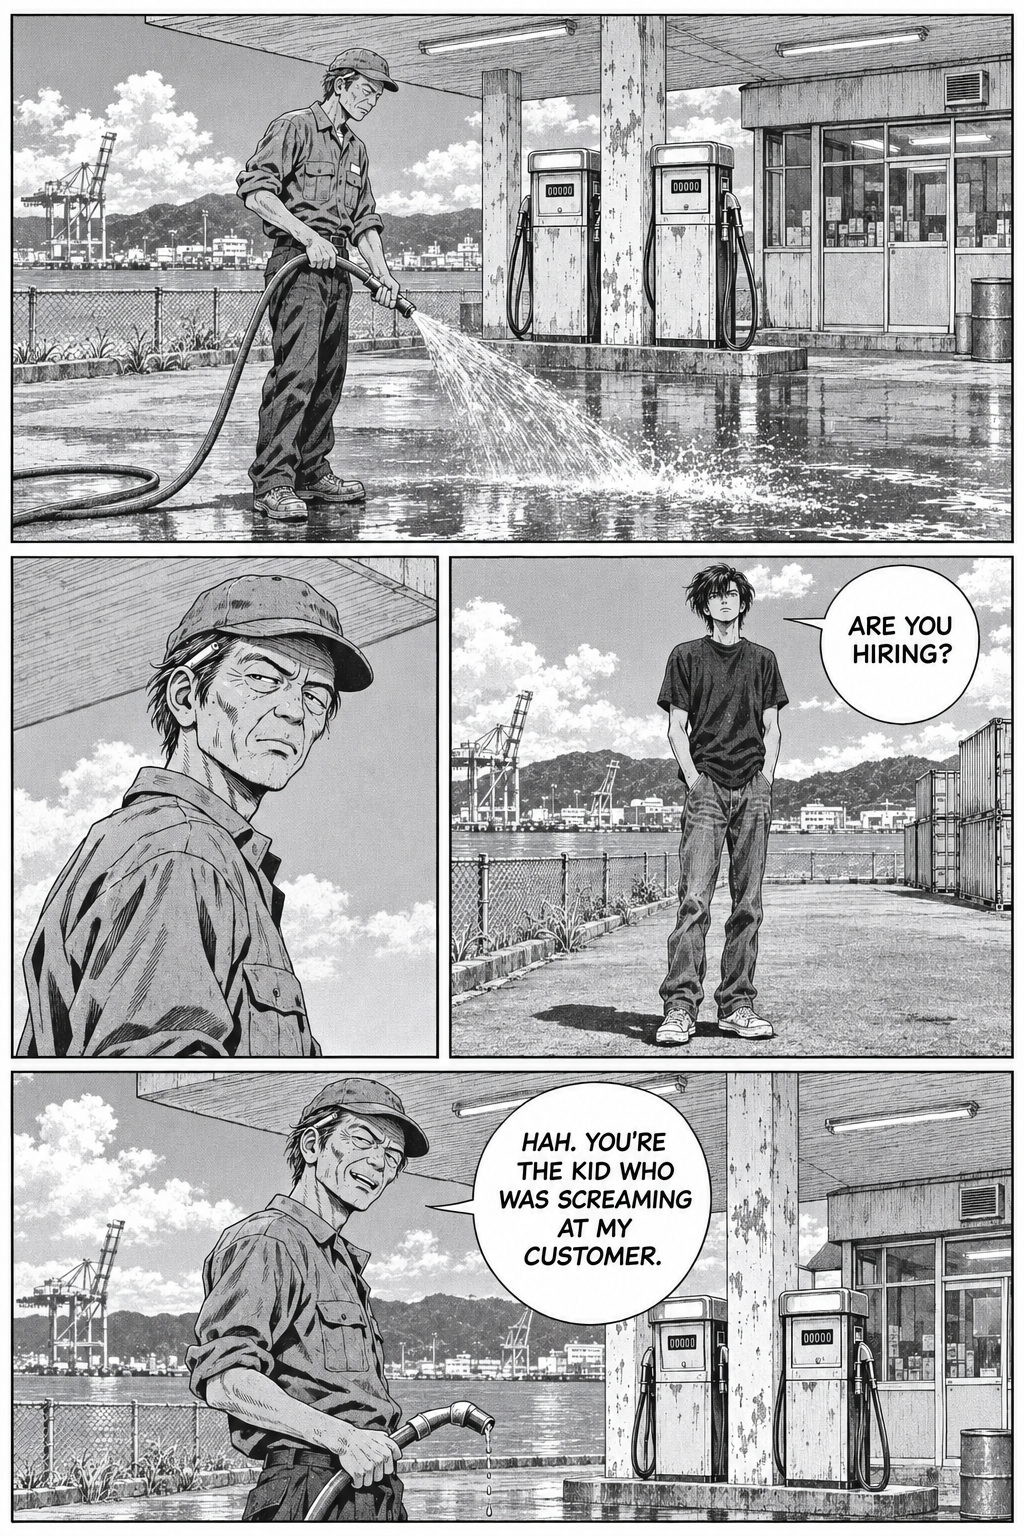 00000
00000
ARE YOU
HIRING?
HAH. YOU'RE
THE KID WHO
WAS SCREAMING
AT MY
CUSTOMER.
00000
00000